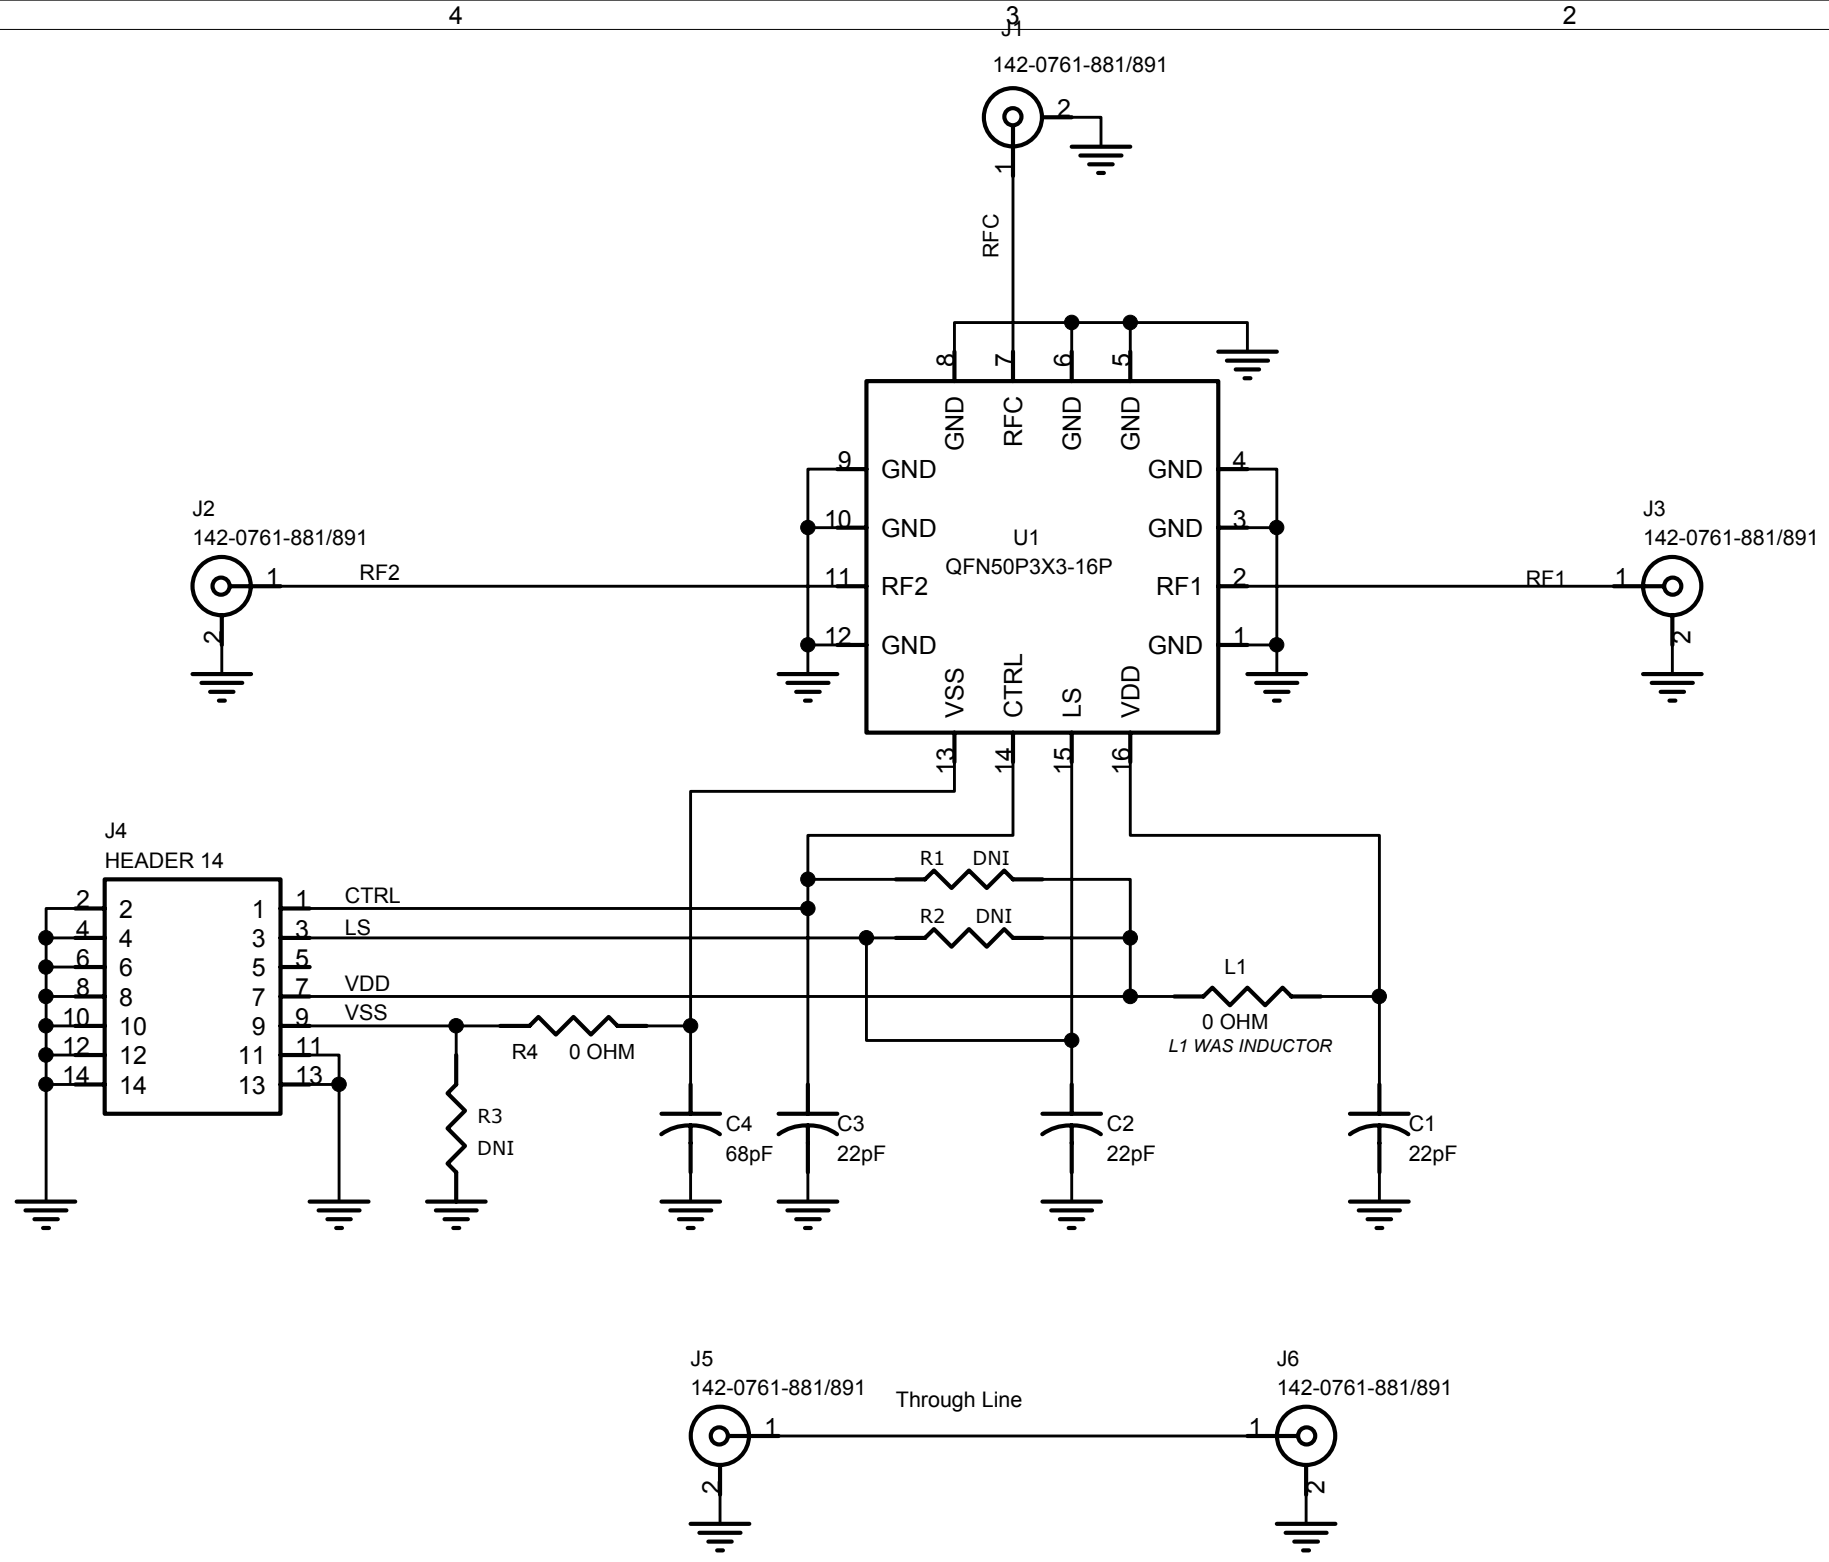 4 3 2
J1
142-0761-881/891
2
1
RFC
8 7 6 5
GND RFC GND GND
9 GND GND 4
10 GND GND 3
U1
QFN50P3X3-16P
11 RF2 RF1 2
12 GND GND 1
VSS CTRL LS VDD
13 14 15 16
J2
142-0761-881/891
1 RF2
2
J3
142-0761-881/891
RF1 1
2
J4
HEADER 14
2 2 1 1 CTRL
4 4 3 3 LS
6 6 5 5
8 8 7 7 VDD
10 10 9 9 VSS
12 12 11 11
14 14 13 13
R1 DNI
R2 DNI
L1
0 OHM
L1 WAS INDUCTOR
R4 0 OHM
R3
DNI
C4
68pF
C3
22pF
C2
22pF
C1
22pF
J5
142-0761-881/891
1
2
Through Line
J6
142-0761-881/891
1
2